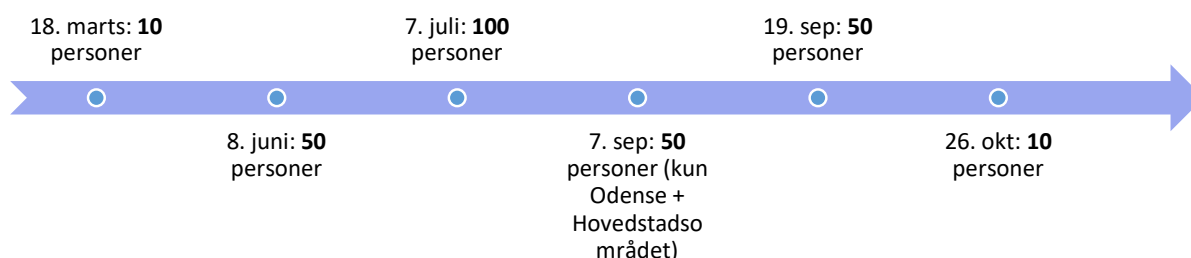 18. marts: 10
personer
8. juni: 50
personer
7. juli: 100
personer
7. sep: 50
personer (kun
Odense +
Hovedstadso
mrådet)
19. sep: 50
personer
26. okt: 10
personer